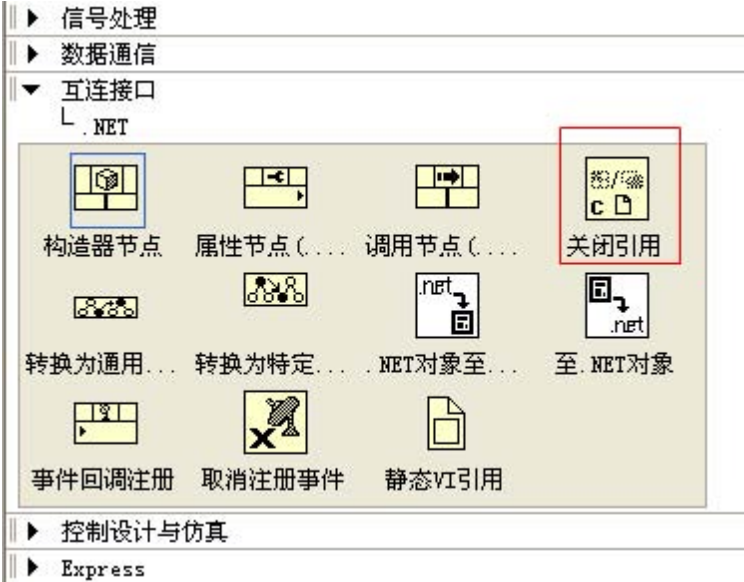 信号处理
数据通信
互连接口
.NET
构造器节点 属性节点(... 调用节点(... 关闭引用
C
.net
.net
转换为通用... 转换为特定... .NET对象至... 至.NET对象
事件回调注册 取消注册事件 静态VI引用
控制设计与仿真
Express